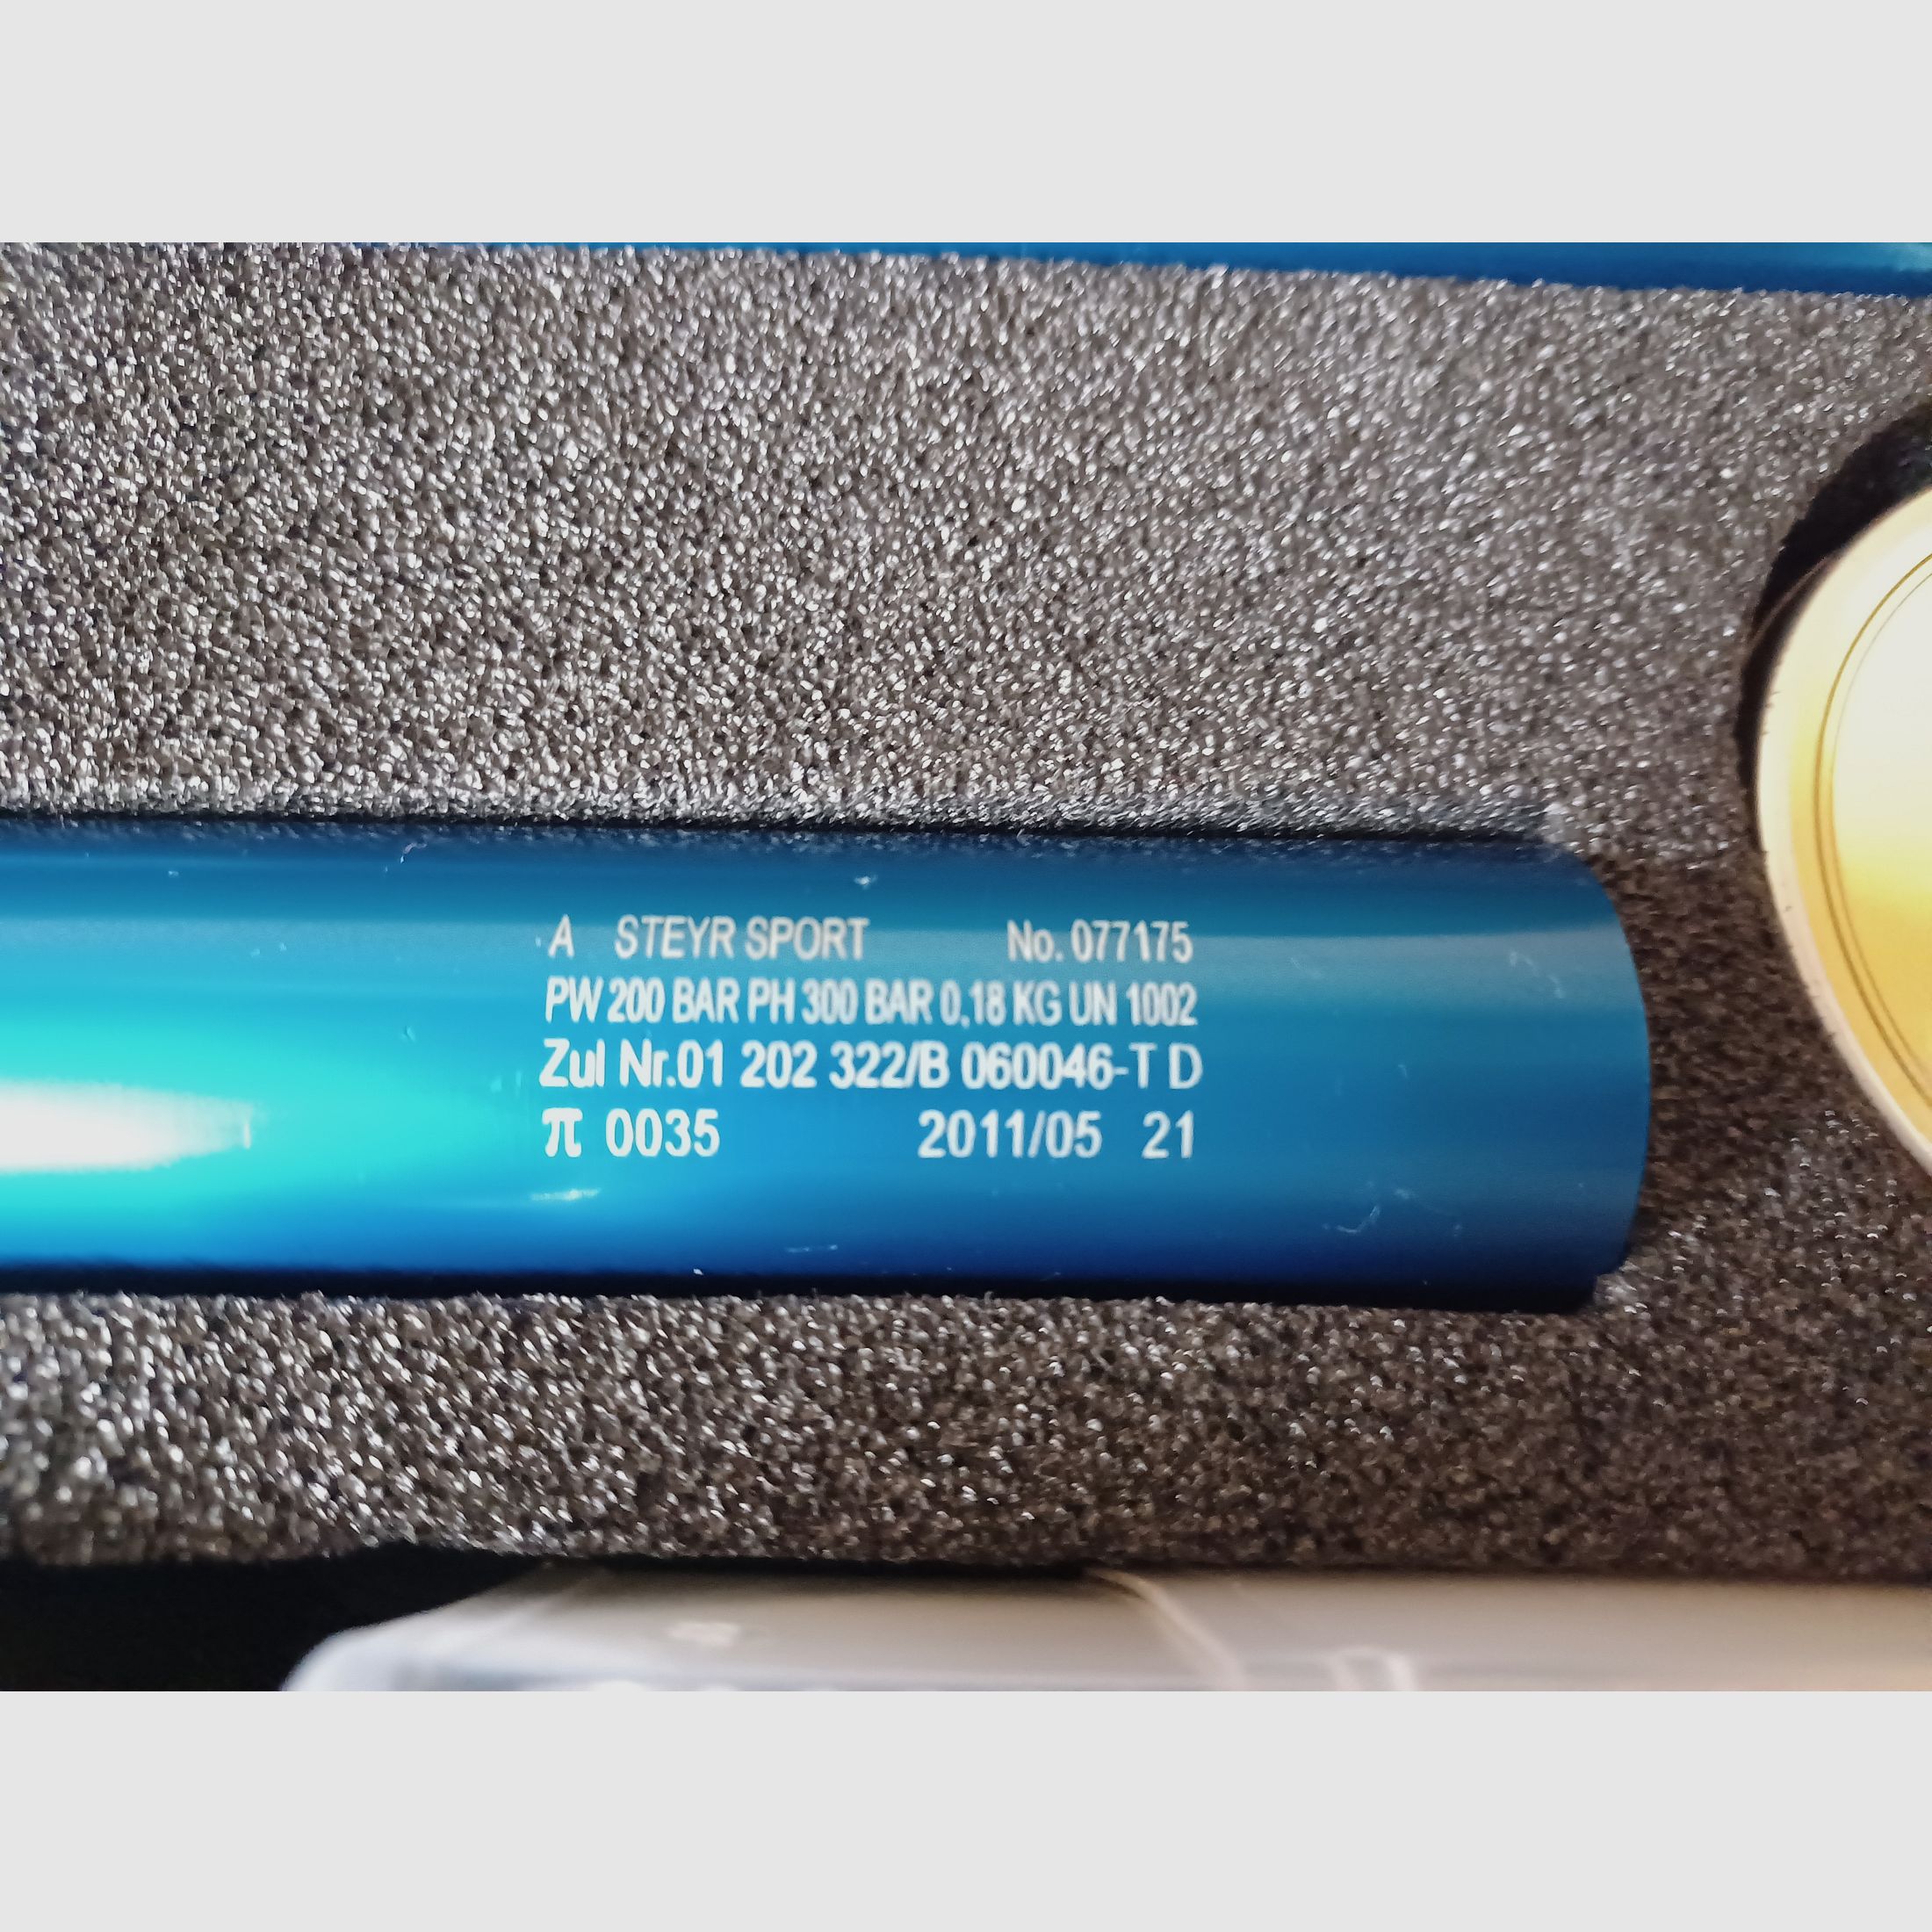 A STEYR SPORT No. 077175
PW 200 BAR PH 300 BAR 0,18 KG UN 1002
Zul Nr.01 202 322/B 060046-T D
π 0035 2011/05 21